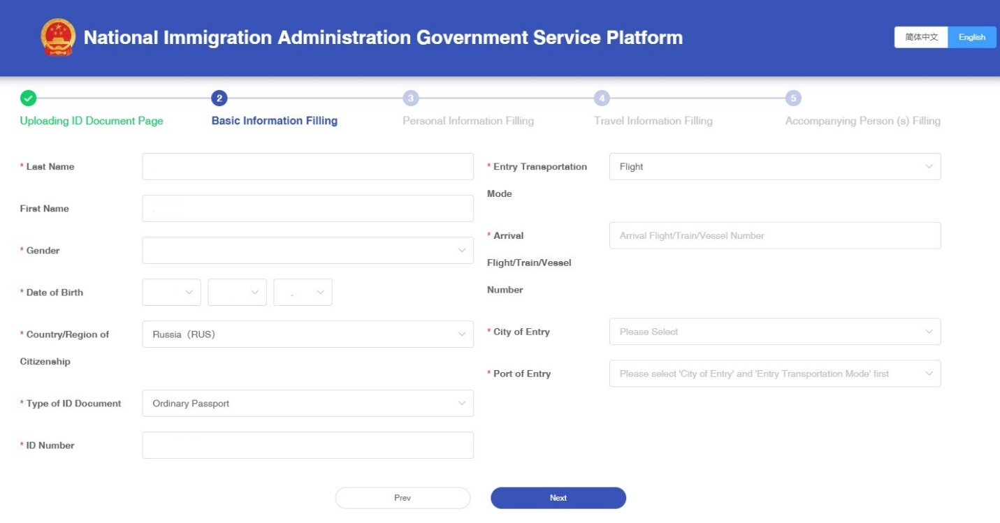 National Immigration Administration Government Service Platform
简体中文
English
2
3
4
5
Uploading ID Document Page
Basic Information Filling
Personal Information Filling
Travel Information Filling
Accompanying Person (s) Filling
* Last Name
First Name
* Gender
* Date of Birth
* Country/Region of
Citizenship
Russia（RUS）
* Type of ID Document
Ordinary Passport
* ID Number
* Entry Transportation
Mode
Flight
* Arrival
Flight/Train/Vessel
Number
Arrival Flight/Train/Vessel Number
* City of Entry
Please Select
* Port of Entry
Please select 'City of Entry' and 'Entry Transportation Mode' first
Prev
Next